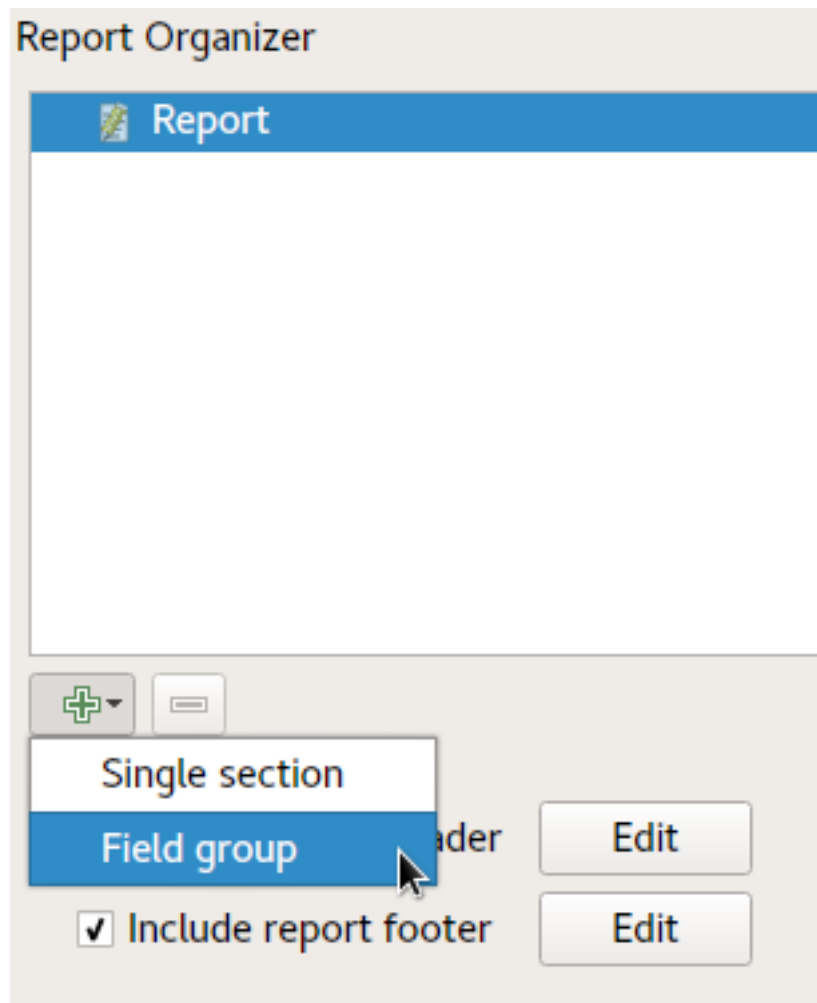 Report Organizer
Report
Single section
Field group
Edit
Include report footer
Edit